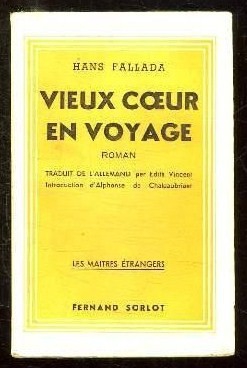 HANS FALLADA
VIEUX CŒUR
EN VOYAGE
ROMAN
TRADUIT DE L'ALLEMAND par Edith Vincent
Introduction d'Alphonse de Chateaubriant
LES MAITRES ÉTRANGERS
FERNAND SORLOT